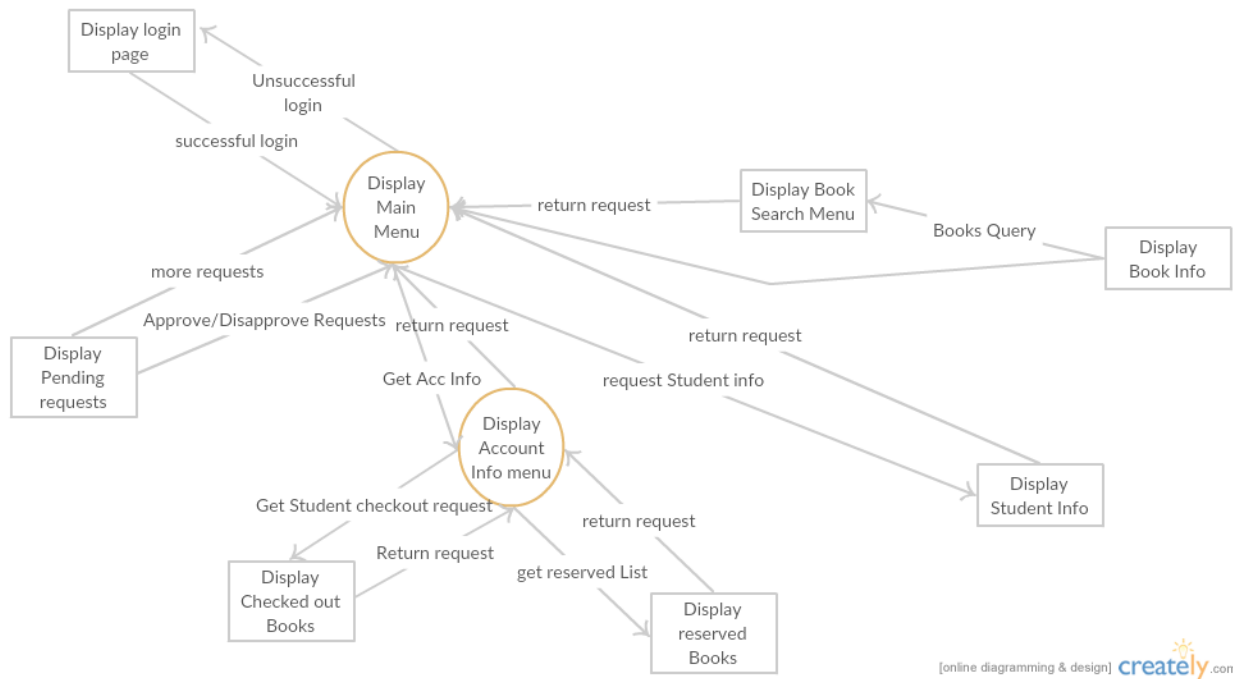 Display login
page
Unsuccessful
login
successful login
Display
Main
Menu
return request
Display Book
Search Menu
Books Query
Display
Book Info
more requests
Approve/Disapprove Requests
return request
return request
Display
Pending
requests
Get Acc Info
request Student info
Display
Account
Info menu
Get Student checkout request
return request
Display
Student Info
Return request
get reserved List
Display
Checked out
Books
Display
reserved
Books
[online diagramming & design] creately.com